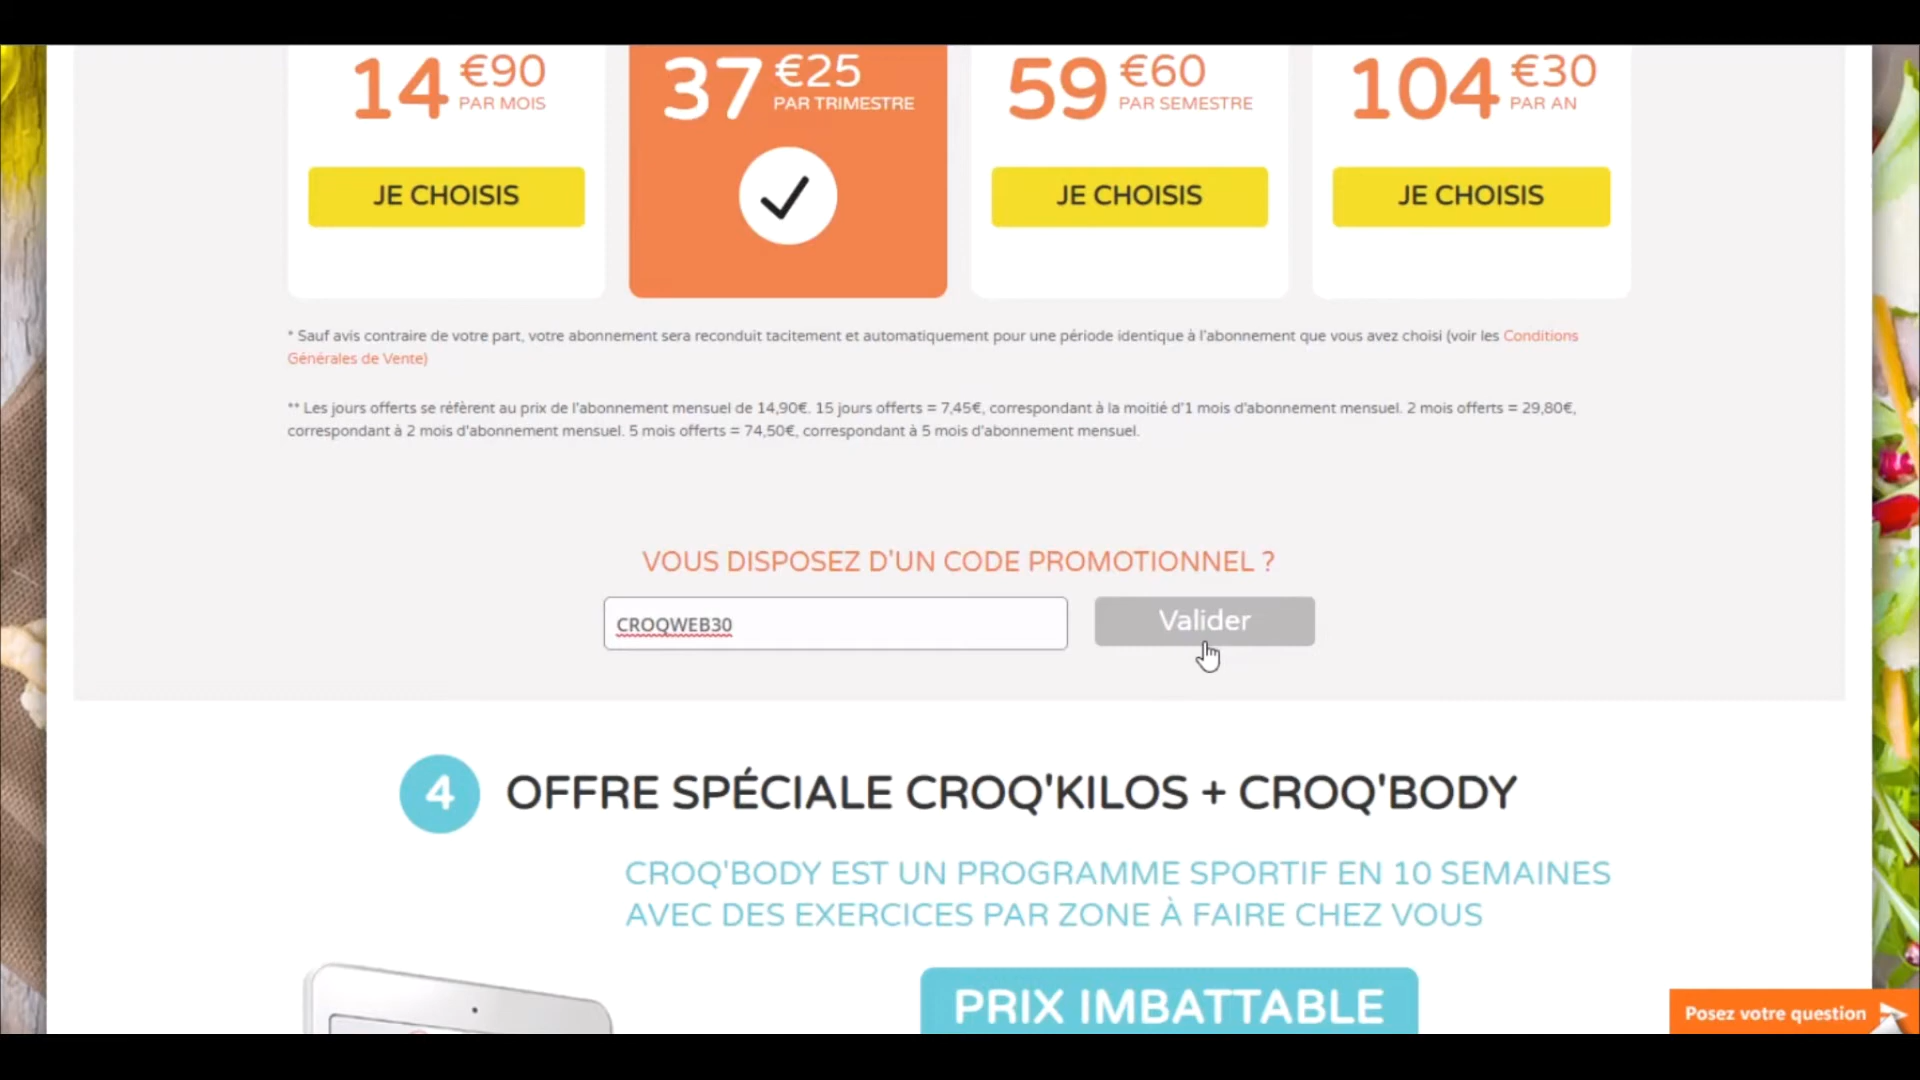 14 €90 PAR MOIS
37 €25 PAR TRIMESTRE
59 €60 PAR SEMESTRE
104 €30 PAR AN
JE CHOISIS
JE CHOISIS
JE CHOISIS
* Sauf avis contraire de votre part, votre abonnement sera reconduit tacitement et automatiquement pour une période identique à l'abonnement que vous avez choisi (voir les Conditions
Générales de Vente)
** Les jours offerts se réfèrent au prix de l'abonnement mensuel de 14,90€. 15 jours offerts = 7,45€, correspondant à la moitié d'1 mois d'abonnement mensuel. 2 mois offerts = 29,80€,
correspondant à 2 mois d'abonnement mensuel. 5 mois offerts = 74,50€, correspondant à 5 mois d'abonnement mensuel.
VOUS DISPOSEZ D'UN CODE PROMOTIONNEL ?
CROQWEB30
Valider
4 OFFRE SPÉCIALE CROQ'KILOS + CROQ'BODY
CROQ'BODY EST UN PROGRAMME SPORTIF EN 10 SEMAINES
AVEC DES EXERCICES PAR ZONE À FAIRE CHEZ VOUS
PRIX IMBATTABLE
Posez votre question